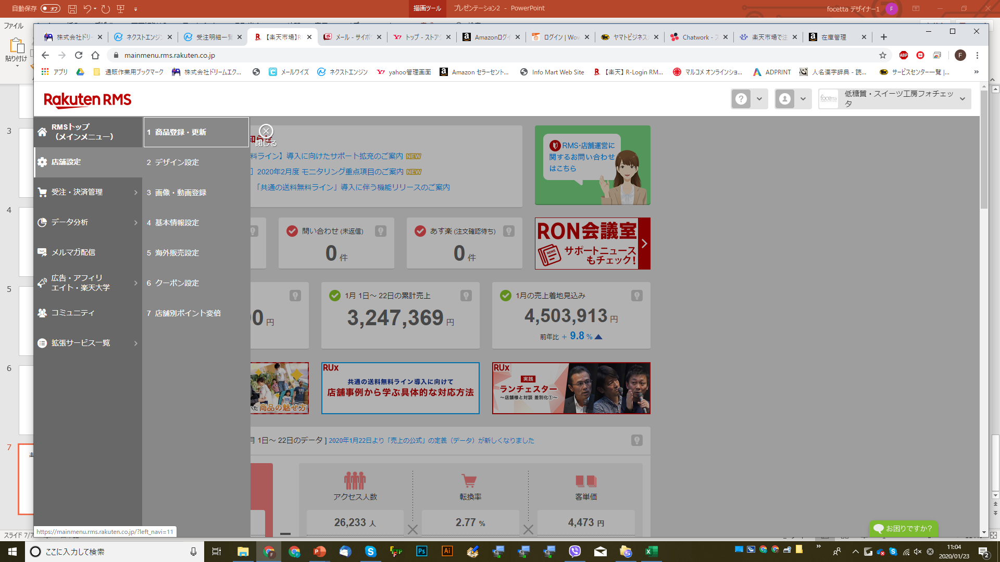 自動保存 オフ
描画ツール
プレゼンテーション2 - PowerPoint
focetta デザイナー1
F
ファイル
貼り付け
株式会社ドリー
ネクストエンジン
受注明細一覧
【楽天市場】R
メール - サイボウ
トップ - ストアク
Amazonログイ
ログイン | Wov
ヤマトビジネスメ
Chatwork - ス
楽天市場で注
在庫管理
mainmenu.rms.rakuten.co.jp
ABP
F
アプリ
通販作業用ブックマーク
株式会社ドリームエク...
メールワイズ
ネクストエンジン
yahoo管理画面
Amazon セラーセント...
Info Mart Web Site
【楽天】R-Login RM...
マルコメ オンラインショ...
ADPRINT
人名漢字辞典 - 読...
サービスセンター一覧 |...
Rakuten RMS
focetta
低糖質・スイーツ工房フォチェッ
タ
RMSトップ
（メインメニュー）
店舗設定
受注・決済管理
データ分析
メルマガ配信
広告・アフィリ
エイト・楽天大学
コミュニティ
拡張サービス一覧
1 商品登録・更新
2 デザイン設定
3 画像・動画登録
4 基本情報設定
5 海外販売設定
6 クーポン設定
7 店舗別ポイント変倍
閉じる
料ライン】導入に向けたサポート拡充のご案内 NEW
］2020年2月度 モニタリング重点項目のご案内 NEW
「共通の送料無料ライン」導入に伴う機能リリースのご案内
RMS・店舗運営に
関するお問い合わせ
はこちら
問い合わせ (未返信)
0 件
あす楽 (注文確認待ち)
0 件
RON会議室
NEWS
サポートニュース
もチェック!
0 円
1月 1日～ 22日の累計売上
3,247,369 円
1月の売上着地見込み
4,503,913 円
前年比 + 9.8 %
いた商品の魅せ方
RUx
共通の送料無料ライン導入に向けて
店舗事例から学ぶ具体的な対応方法
RUx
実践
ランチェスター
～店舗様と対談 差別化①～
月 1日～ 22日のデータ ] 2020年1月22日より「売上の公式」の定義（データ）が新しくなりました
アクセス人数
26,233 人
転換率
2.77 %
客単価
4,473 円
お困りですか?
3
4
5
6
7
https://mainmenu.rms.rakuten.co.jp/?left_navi=11
スライド 7/7
ここに入力して検索
11:04
2020/01/23
2